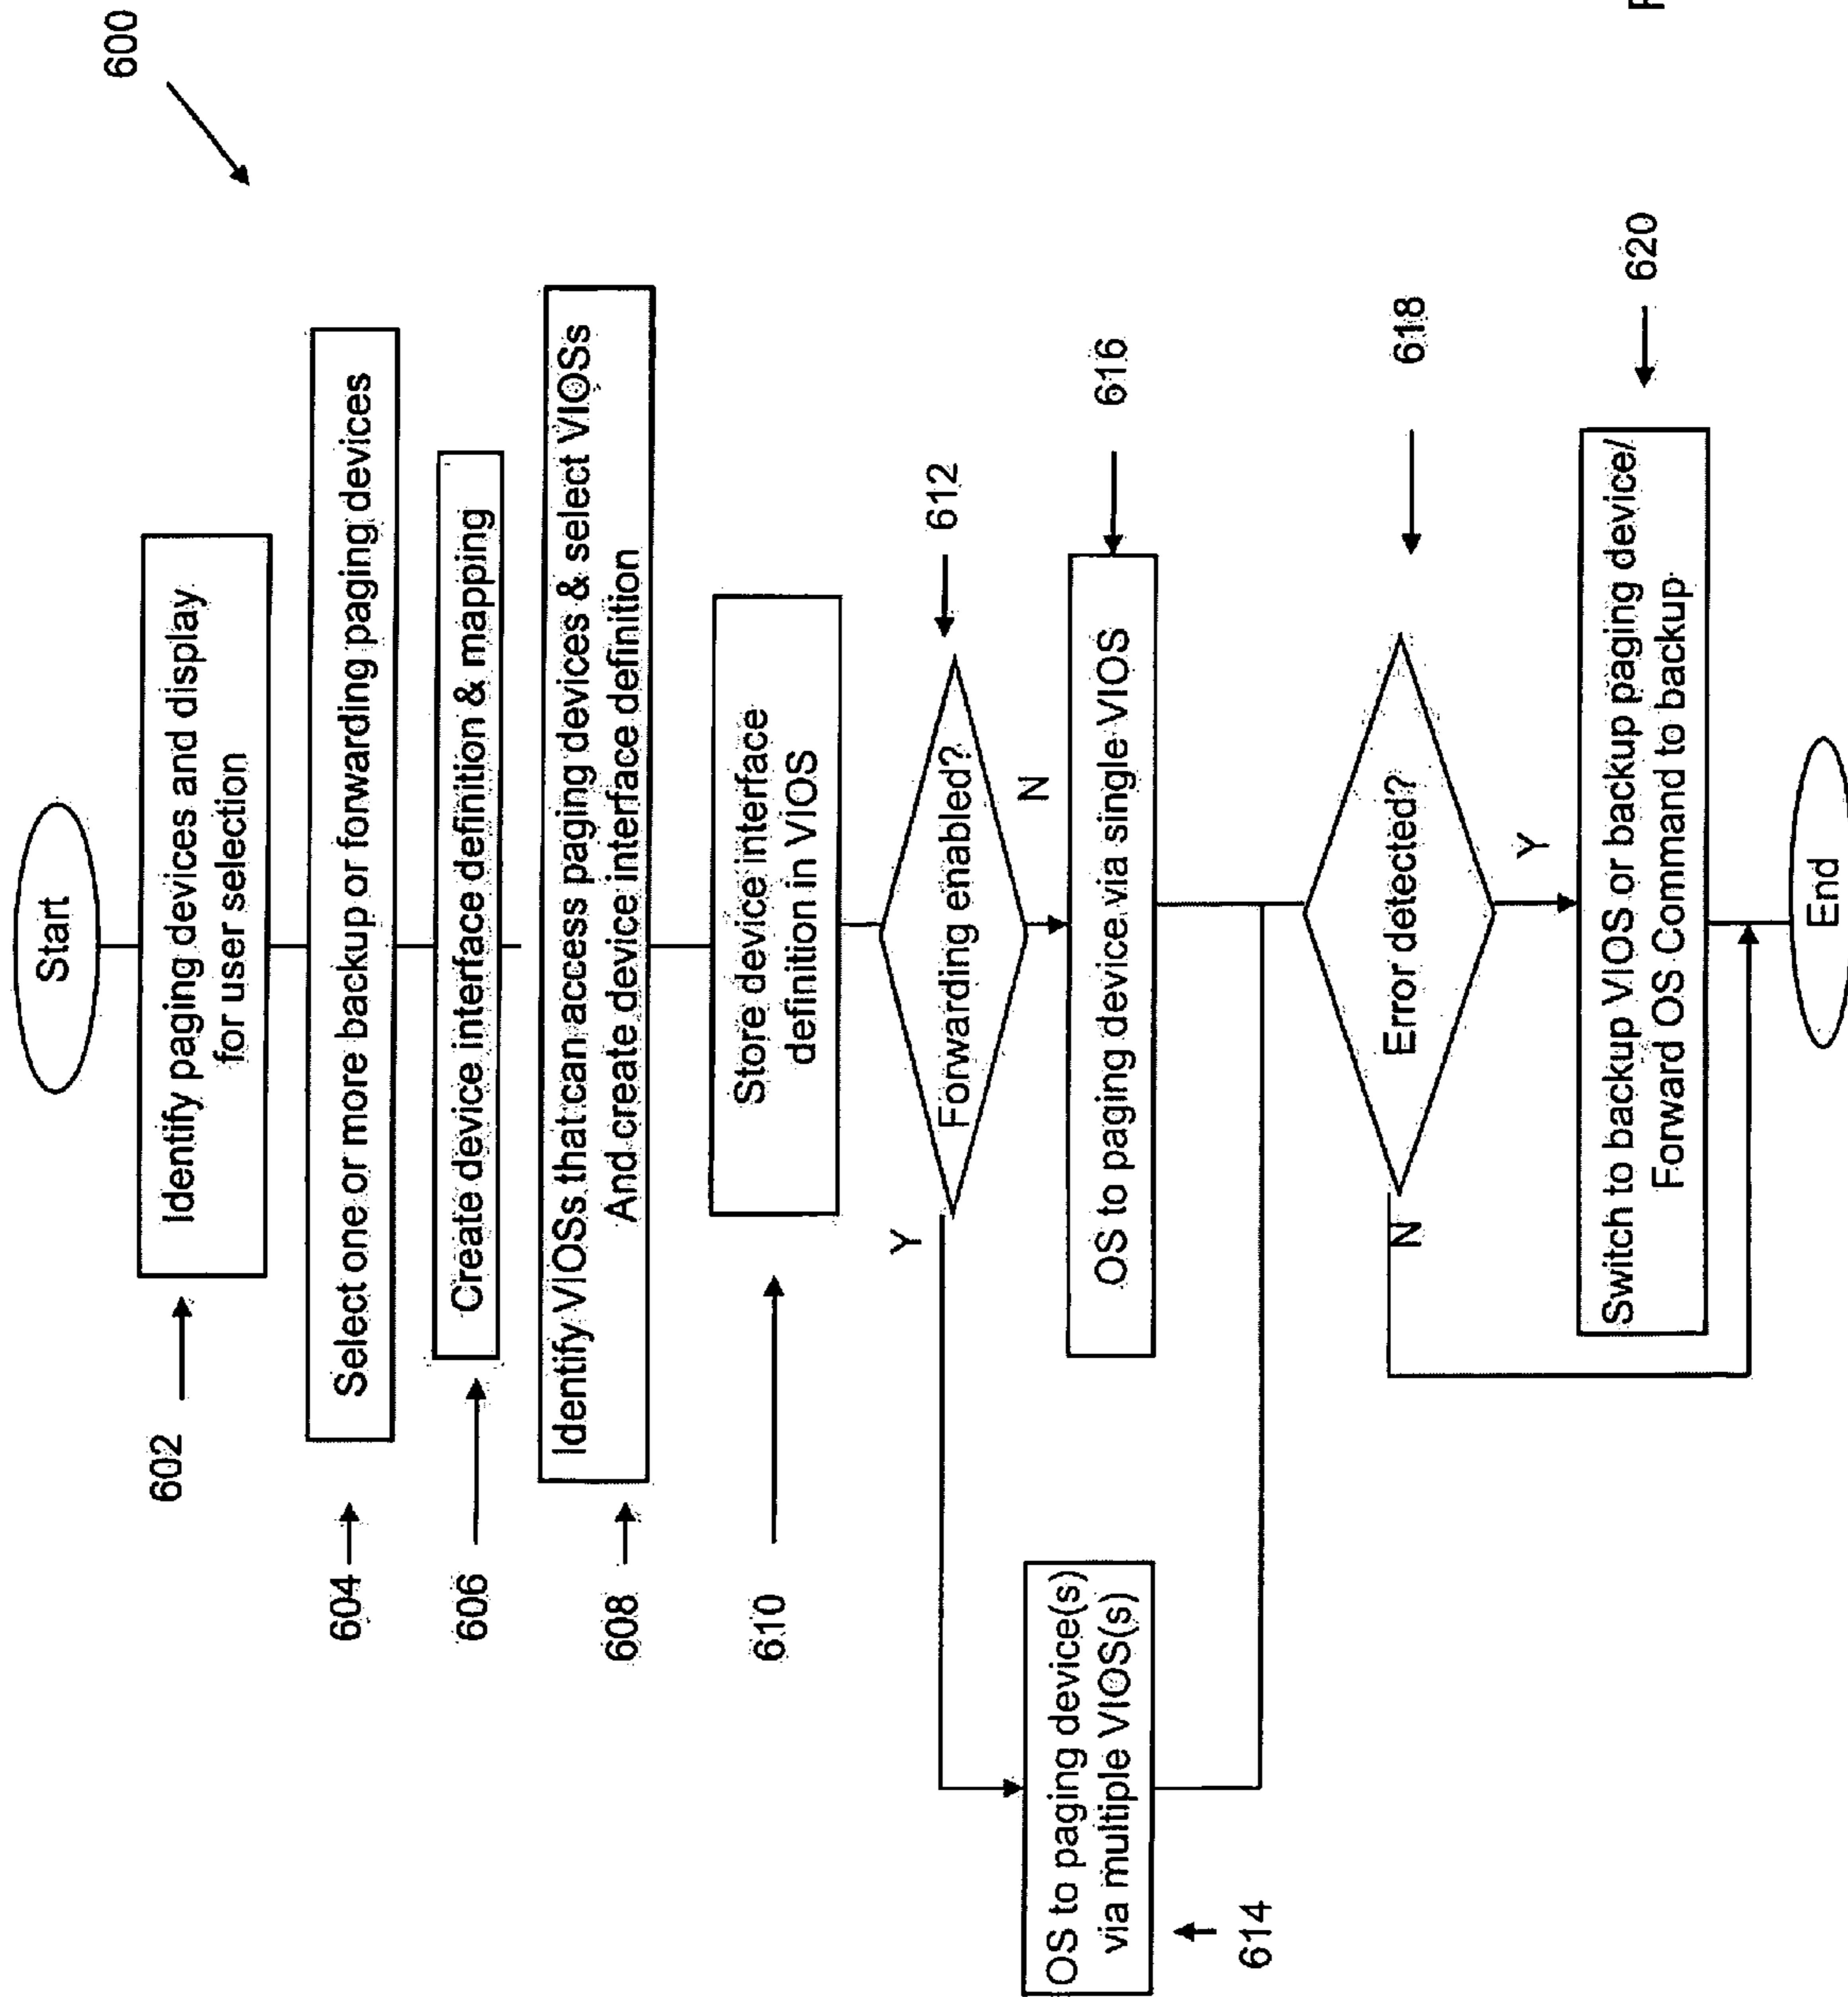 600
Start
602
Identify paging devices and display
for user selection
604
Select one or more backup or forwarding paging devices
606
Create device interface definition & mapping
608
Identify VIOSs that can access paging devices & select VIOSs
And create device interface definition
610
Store device interface
definition in VIOS
612
Forwarding enabled?
Y
N
614
OS to paging device(s)
via multiple VIOS(s)
616
OS to paging device via single VIOS
618
Error detected?
N
Y
620
Switch to backup VIOS or backup paging device/
Forward OS Command to backup
End